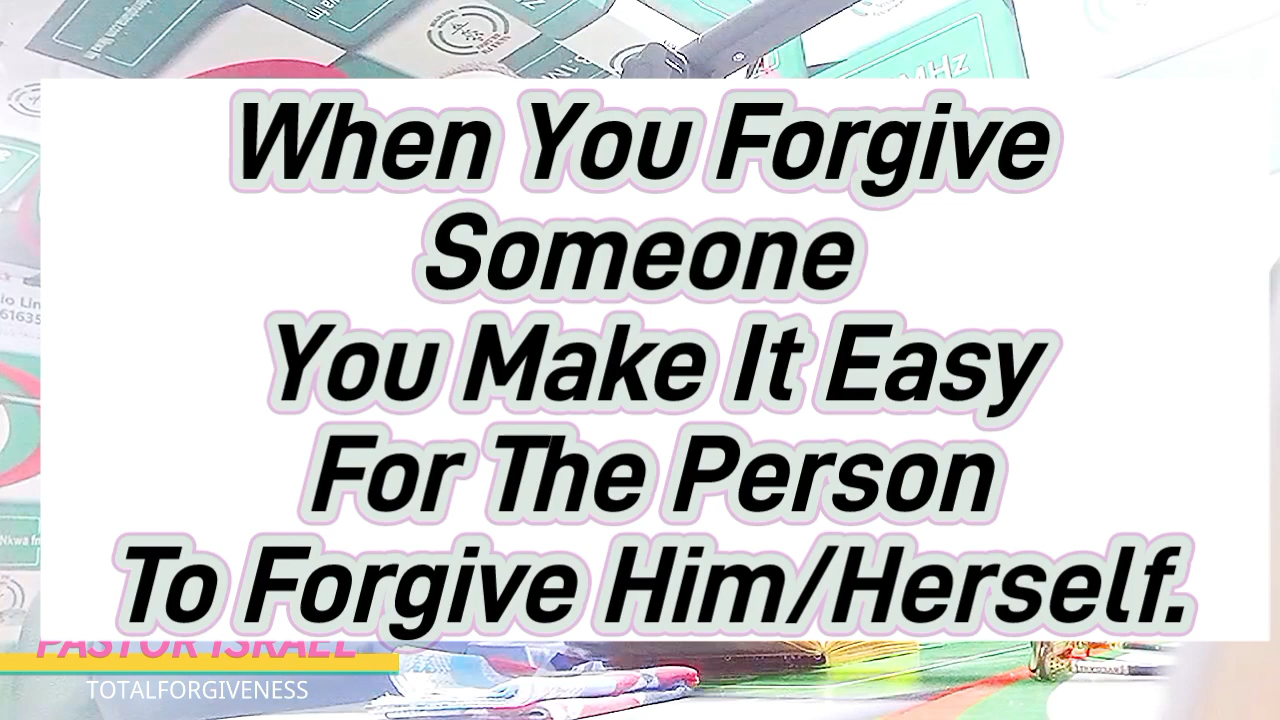 When You Forgive
Someone
You Make It Easy
For The Person
To Forgive Him/Herself.
PASTOR ISRAEL
TOTALFORGIVENESS